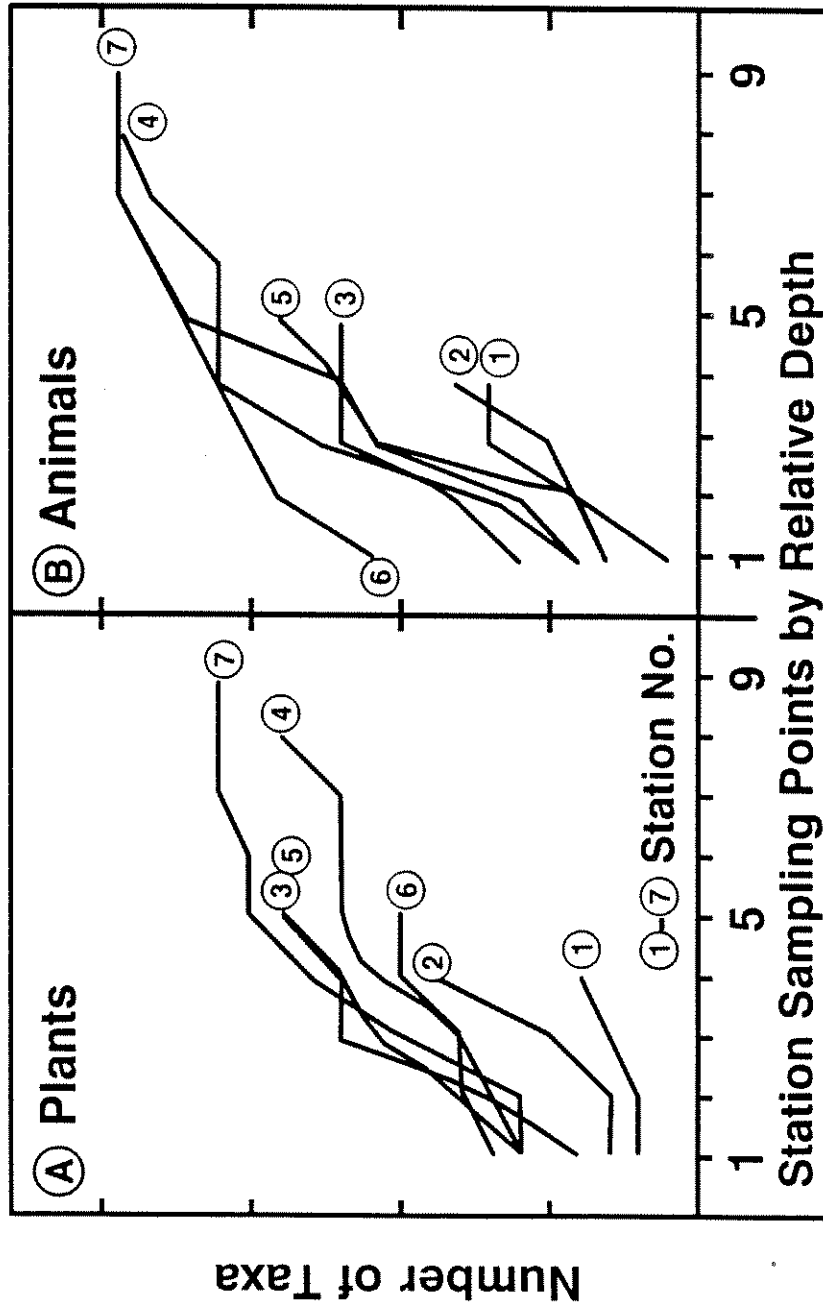 Ⓐ Plants
⑦
④
③ ⑤
⑥
②
①
①-⑦ Station No.
Ⓑ Animals
⑦
④
⑤
③
②
①
⑥
Number of Taxa
1 5 9
1 5 9
Station Sampling Points by Relative Depth